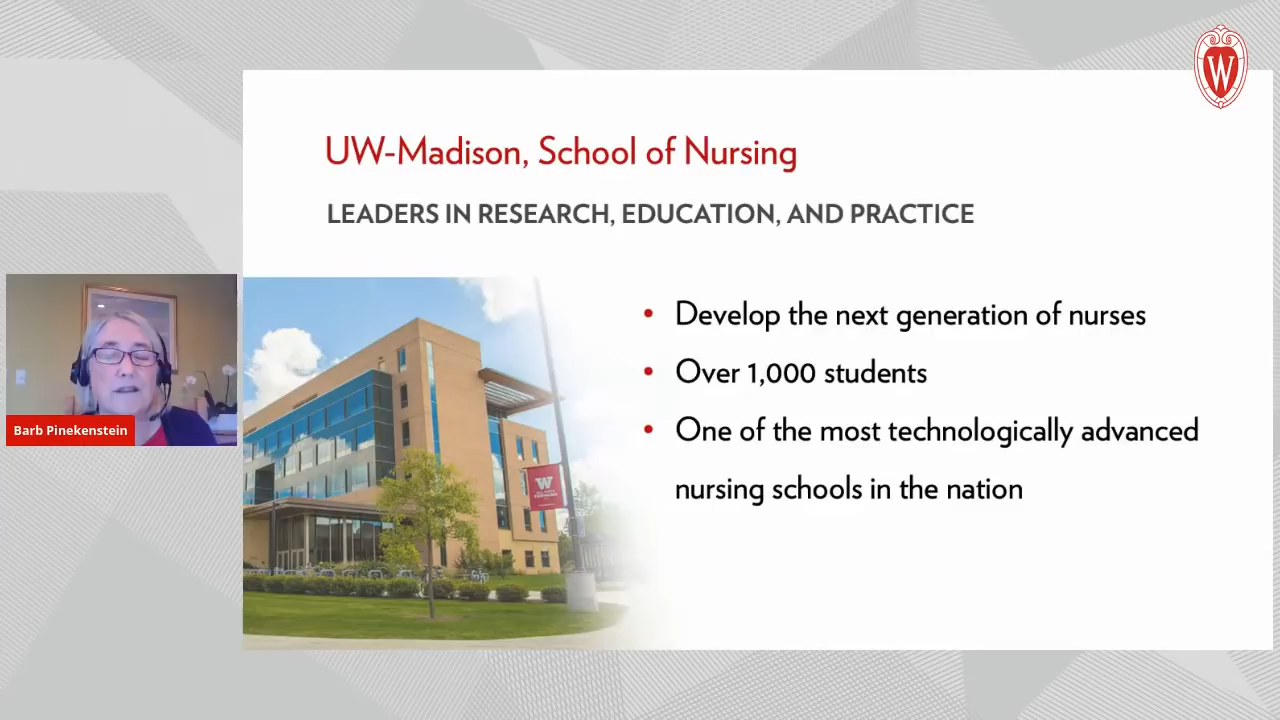 W
UW-Madison, School of Nursing
LEADERS IN RESEARCH, EDUCATION, AND PRACTICE
• Develop the next generation of nurses
• Over 1,000 students
• One of the most technologically advanced
nursing schools in the nation
Barb Pinekenstein
W